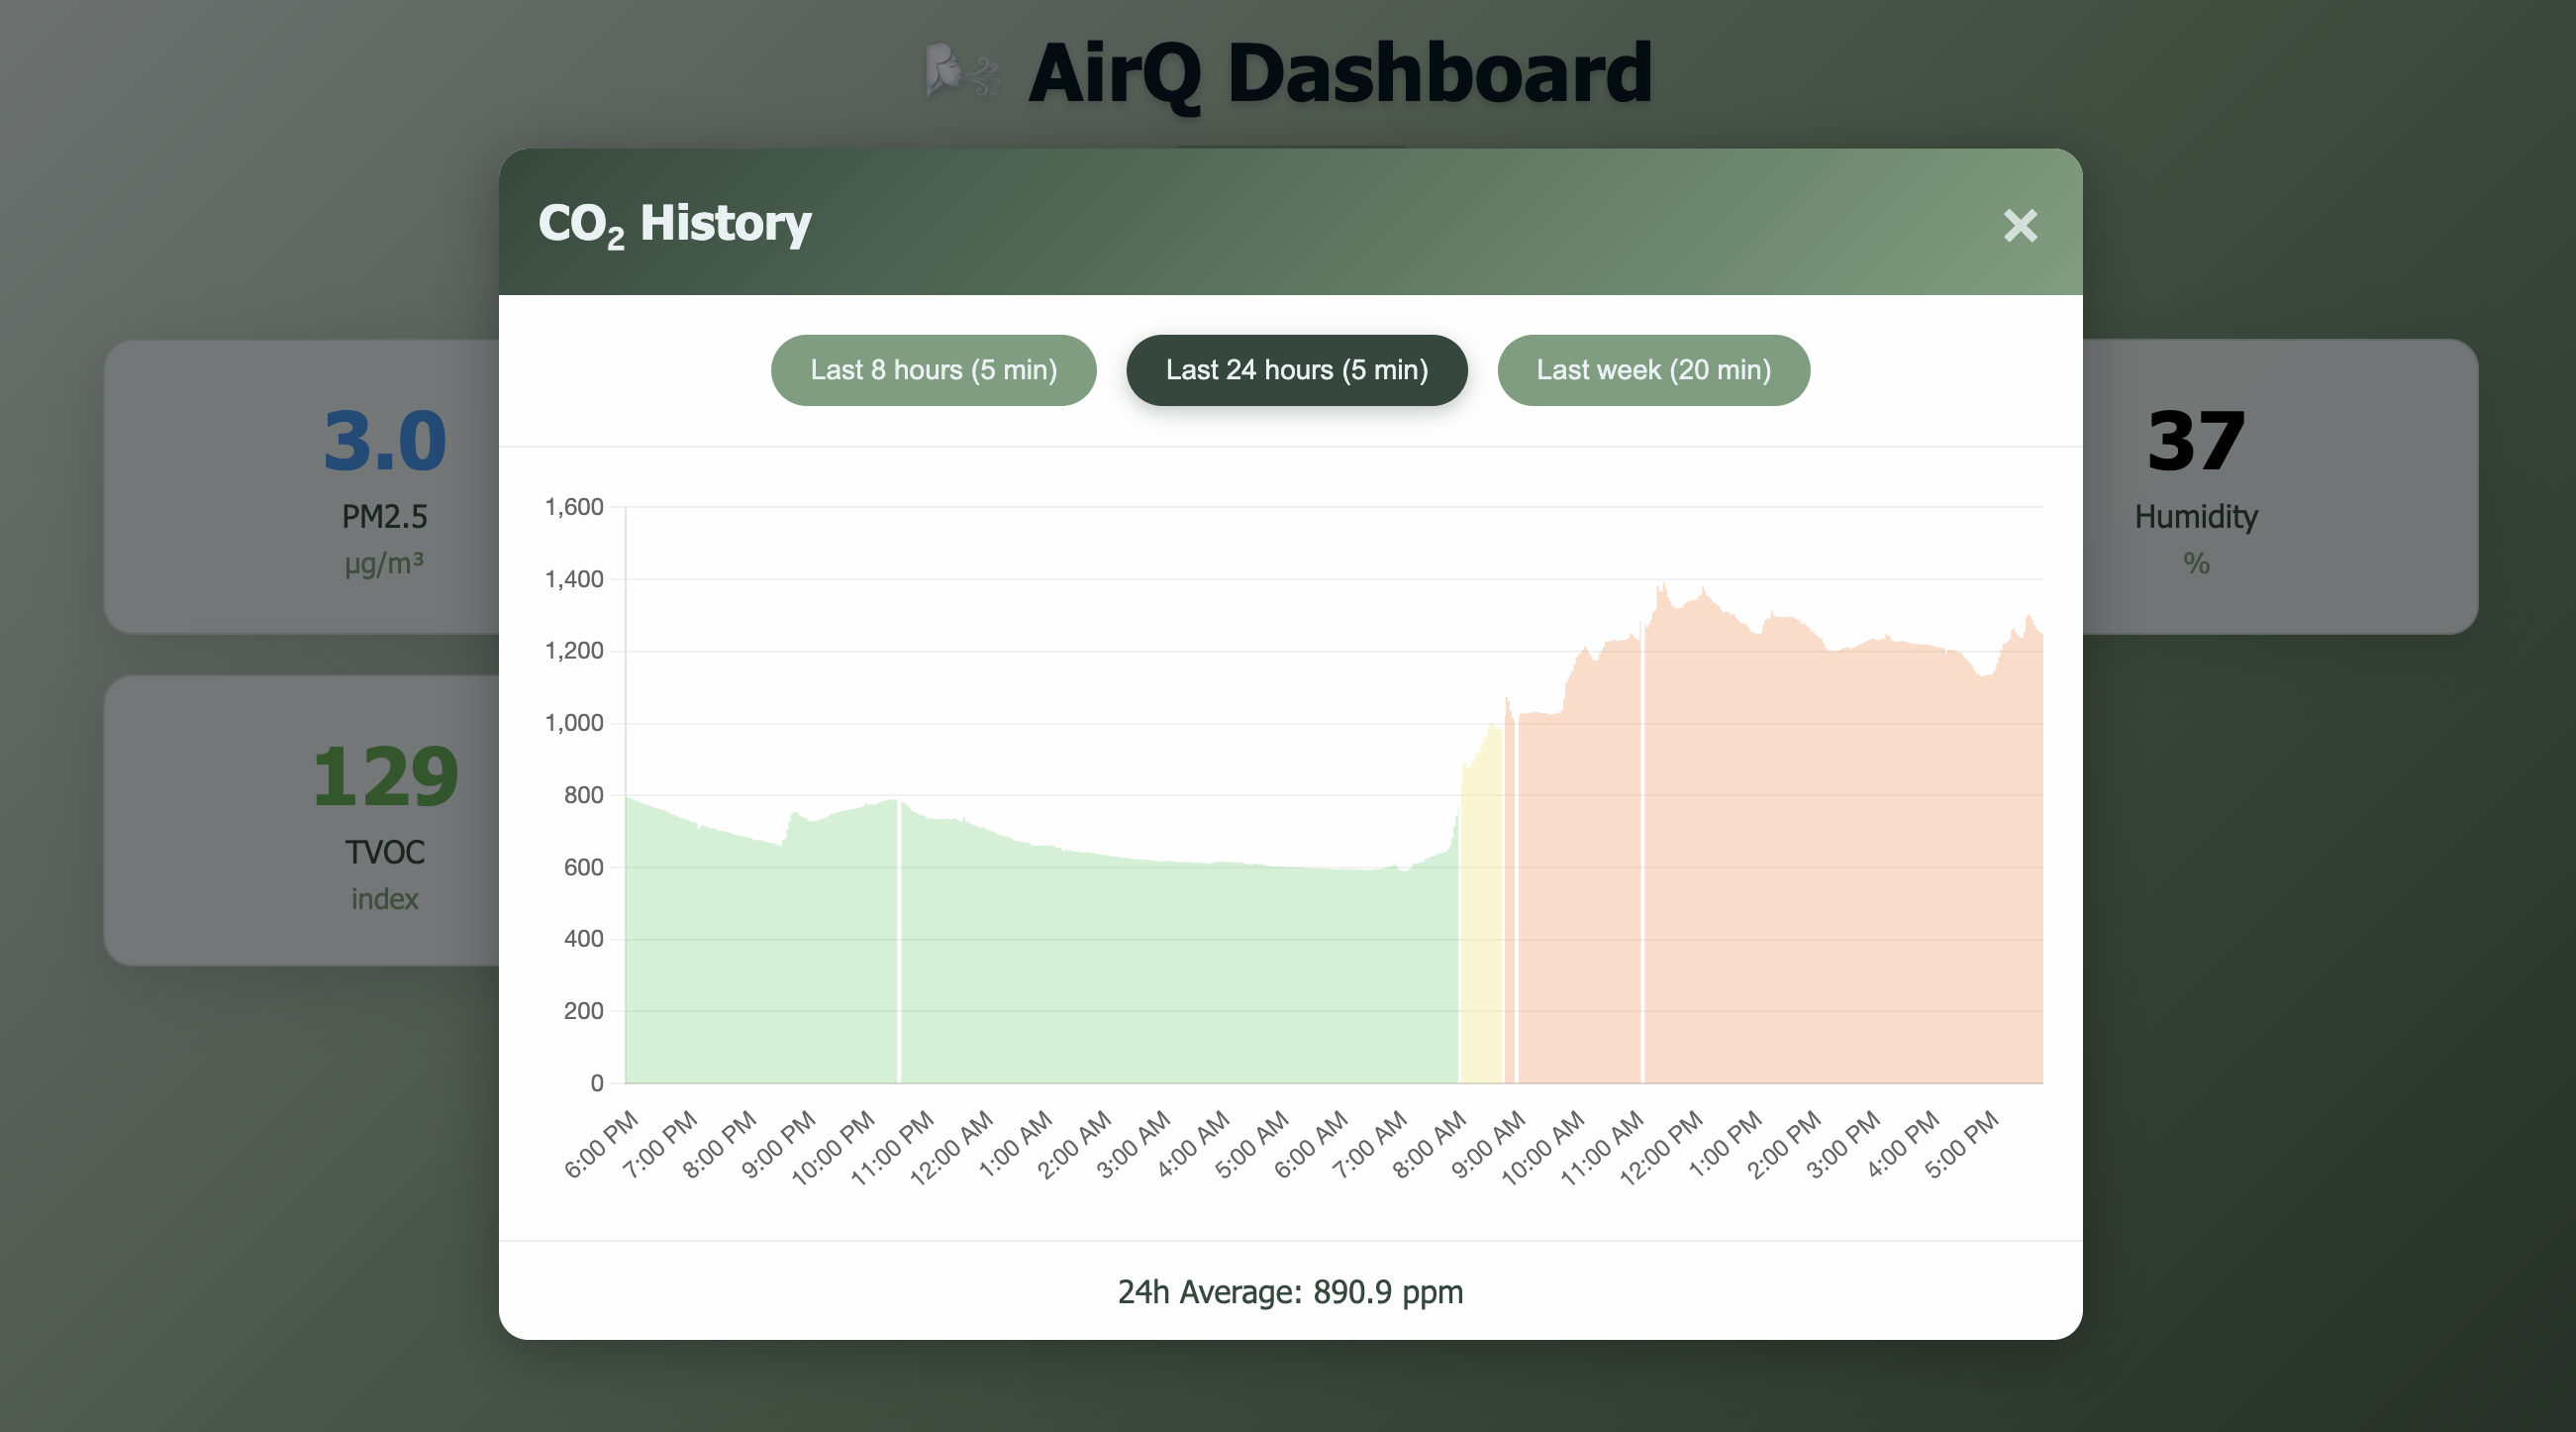 AirQ Dashboard
CO₂ History
×
Last 8 hours (5 min)
Last 24 hours (5 min)
Last week (20 min)
3.0
PM2.5
µg/m³
37
Humidity
%
129
TVOC
index
1,600
1,400
1,200
1,000
800
600
400
200
0
6:00 PM
7:00 PM
8:00 PM
9:00 PM
10:00 PM
11:00 PM
12:00 AM
1:00 AM
2:00 AM
3:00 AM
4:00 AM
5:00 AM
6:00 AM
7:00 AM
8:00 AM
9:00 AM
10:00 AM
11:00 AM
12:00 PM
1:00 PM
2:00 PM
3:00 PM
4:00 PM
5:00 PM
24h Average: 890.9 ppm